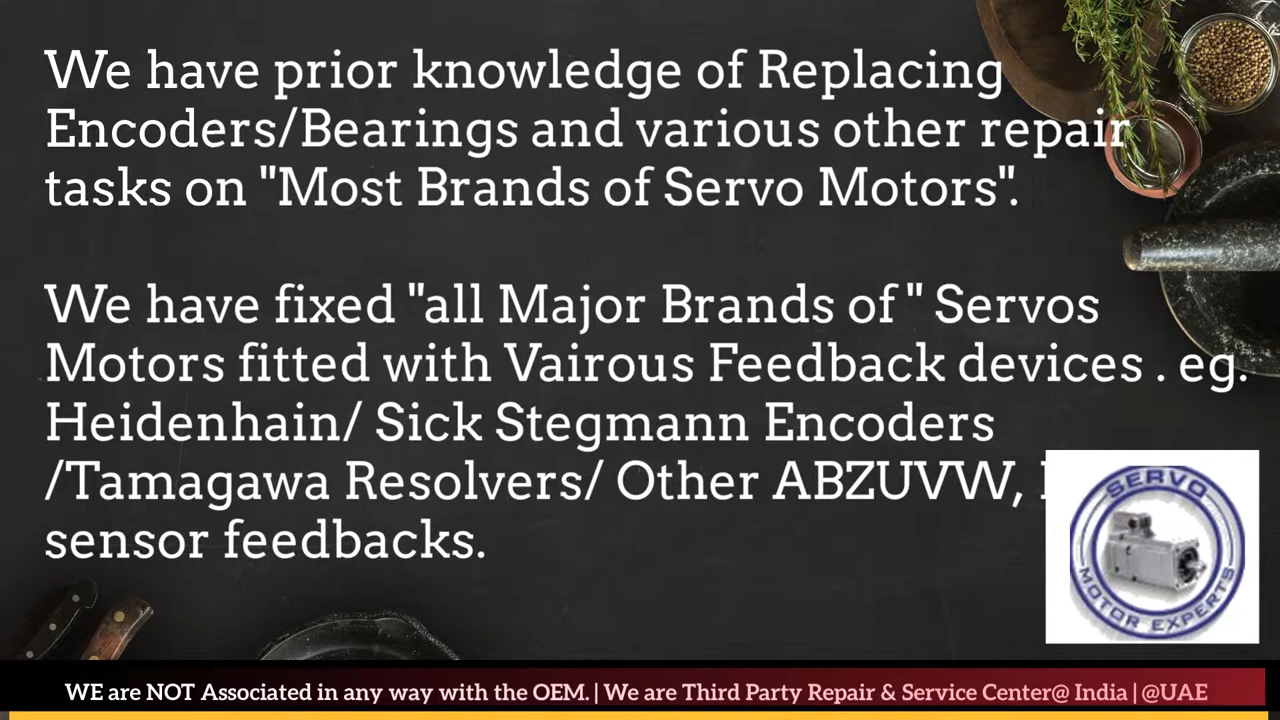 We have prior knowledge of Replacing
Encoders/Bearings and various other repair
tasks on "Most Brands of Servo Motors".
We have fixed "all Major Brands of " Servos
Motors fitted with Vairous Feedback devices . eg.
Heidenhain/ Sick Stegmann Encoders
/Tamagawa Resolvers/ Other ABZUVW,
sensor feedbacks.
SERVO
MOTOR EXPERTS
WE are NOT Associated in any way with the OEM. | We are Third Party Repair & Service Center@ India | @UAE